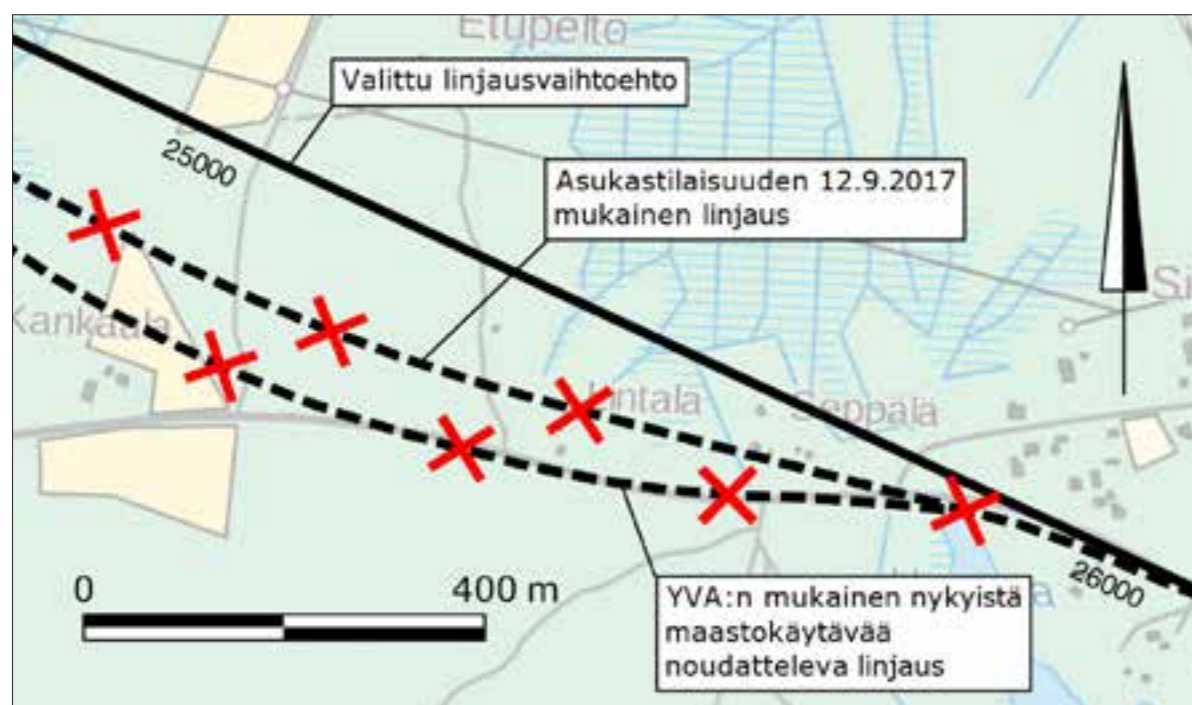 Etupelto
Valittu linjausvaihtoehto
25000
Asukastilaisuuden 12.9.2017
mukainen linjaus
Si
Kankaala
Seppälä
0
400 m
26000
YVA:n mukainen nykyistä
maastokäytävää
noudatteleva linjaus